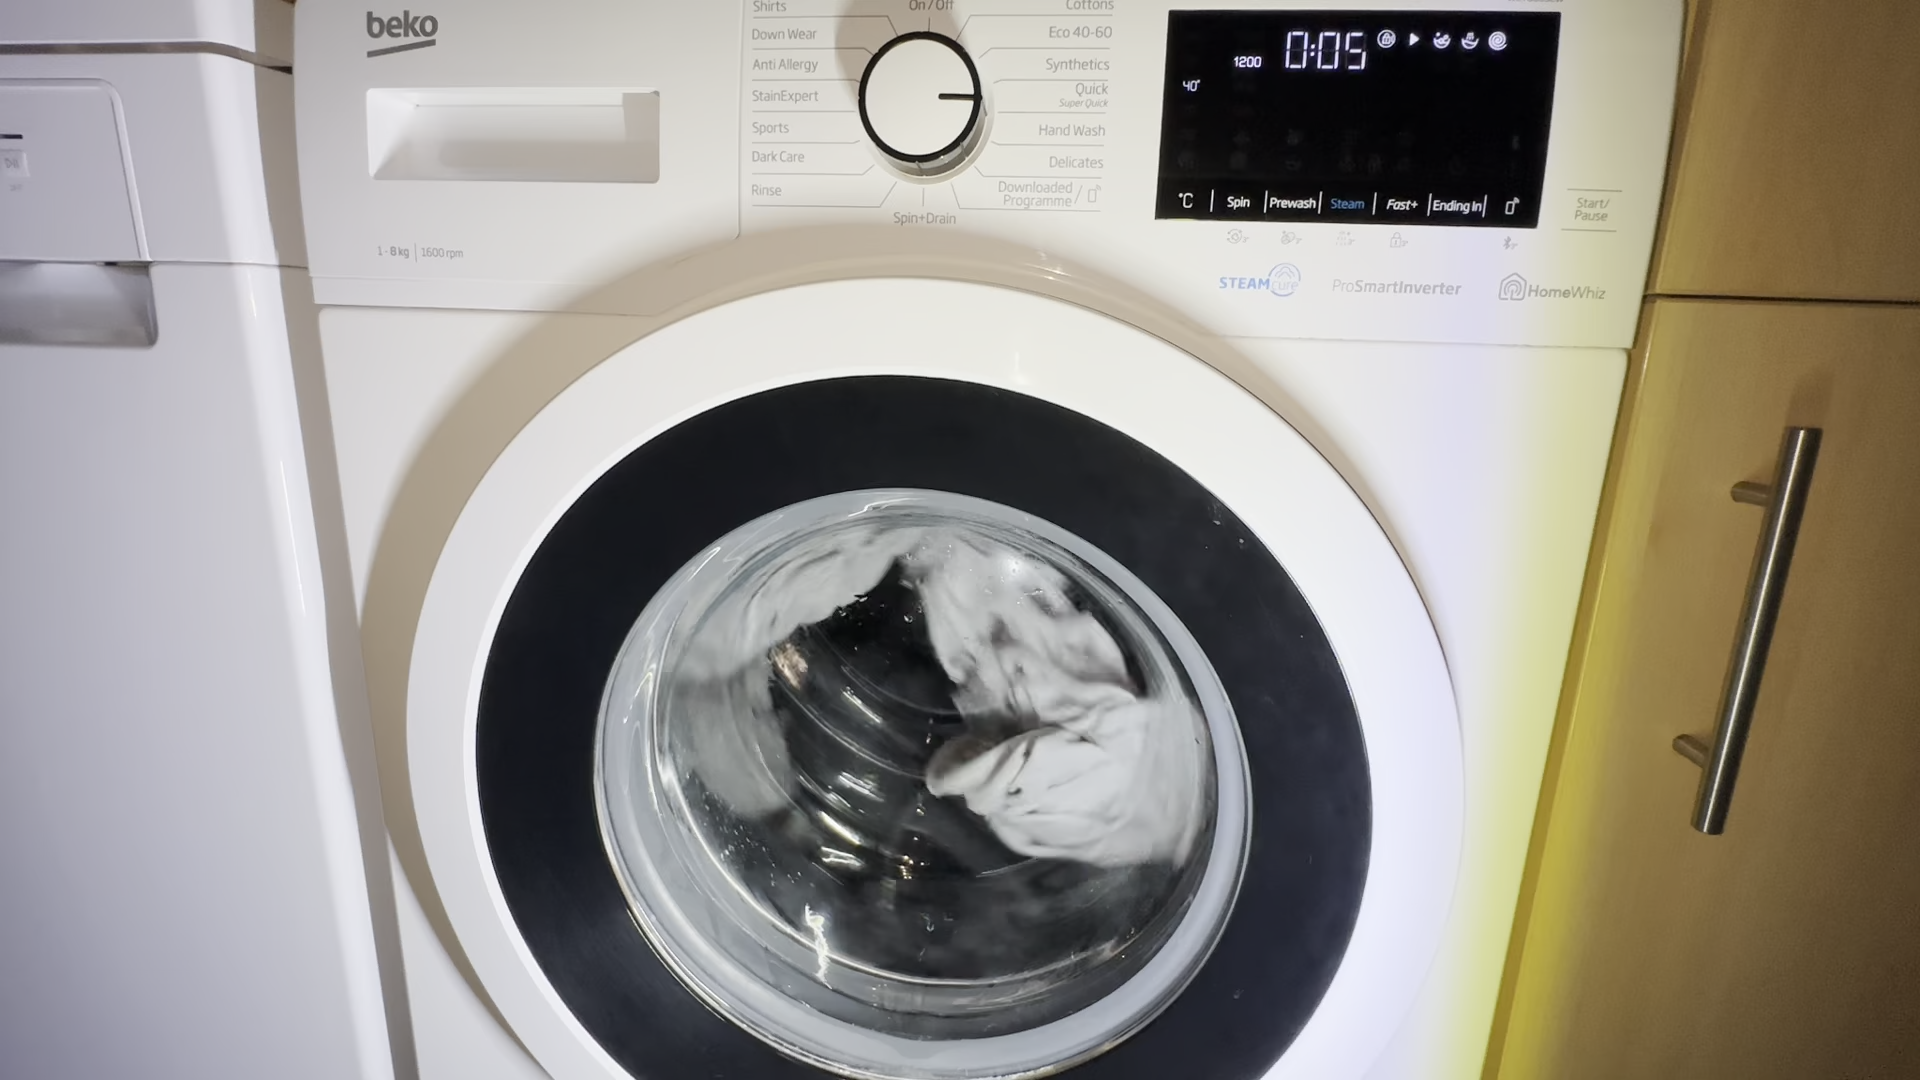 beko
1 - 8 kg | 1600 rpm
On / Off
Shirts
Down Wear
Anti Allergy
StainExpert
Sports
Dark Care
Rinse
Spin+Drain
Cottons
Eco 40-60
Synthetics
Quick
Super Quick
Hand Wash
Delicates
Downloaded
Programme /
1200 0:05
40°
°C | Spin | Prewash | Steam | Fast+ | Ending In |
Start/
Pause
STEAMcure
ProSmartInverter
HomeWhiz